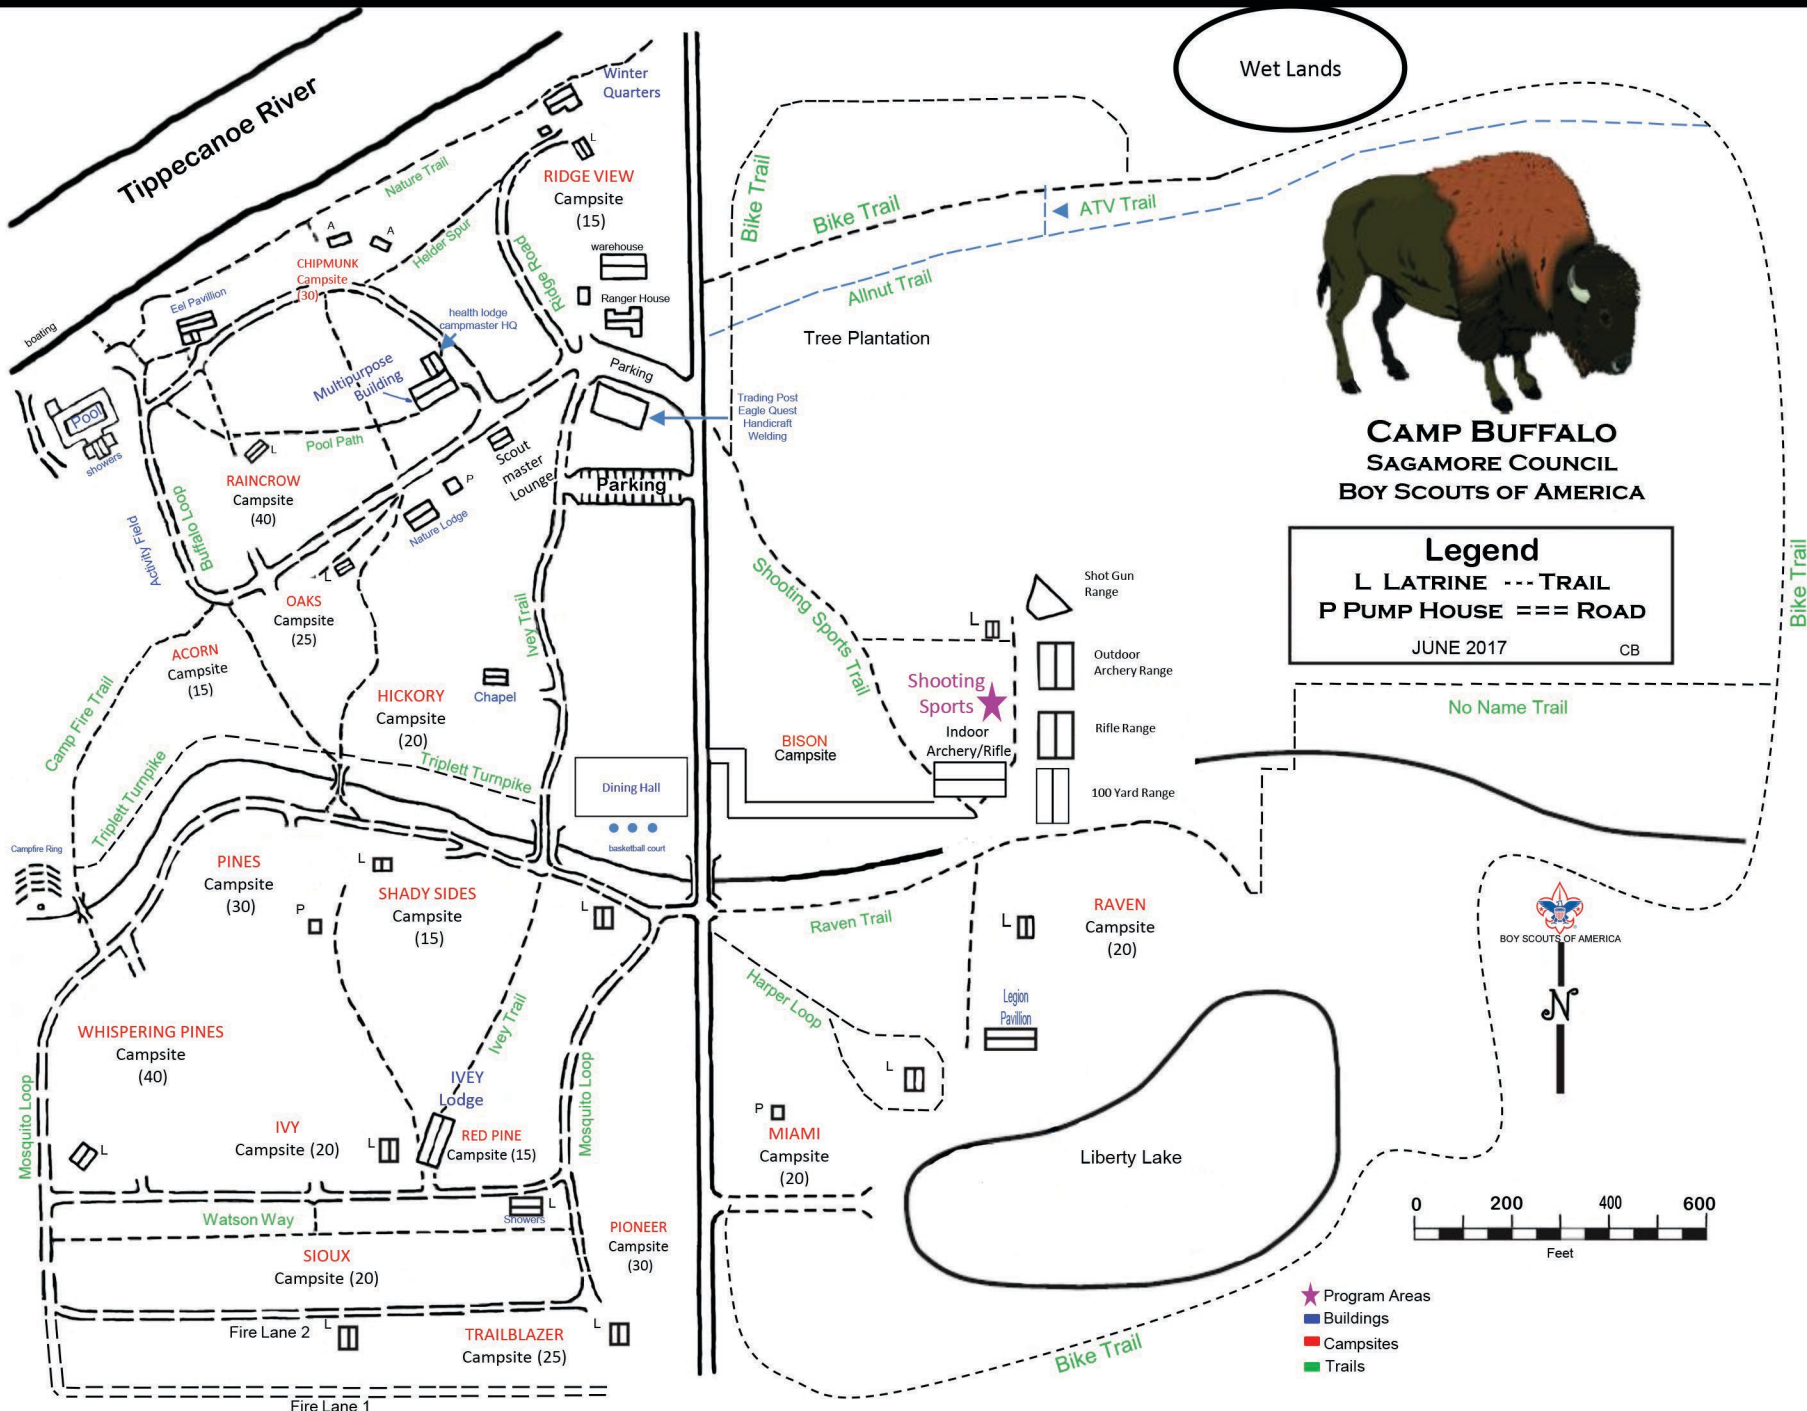 Wet Lands
Tippecanoe River
Winter
Quarters
Nature Trail
L
RIDGE VIEW
Campsite
(15)
A
A
Helder Spur
Ridge Road
warehouse
Ranger House
CHIPMUNK
Campsite
(30)
Eel Pavillion
boating
health lodge
campmaster HQ
Multipurpose
Building
Parking
Pool
showers
Pool Path
L
Scout
master
Lounge
Trading Post
Eagle Quest
Handicraft
Welding
Parking
RAINCROW
Campsite
(40)
P
Nature Lodge
Activity Field
Buffalo Loop
L
OAKS
Campsite
(25)
ACORN
Campsite
(15)
Ivey Trail
Chapel
HICKORY
Campsite
(20)
Camp Fire Trail
Triplett Turnpike
Triplett Turnpike
Dining Hall
basketball court
Campfire Ring
PINES
Campsite
(30)
L
SHADY SIDES
Campsite
(15)
P
L
WHISPERING PINES
Campsite
(40)
Ivey Trail
IVEY
Lodge
Mosquito Loop
Mosquito Loop
L
IVY
Campsite (20)
L
RED PINE
Campsite (15)
L
Showers
Watson Way
SIOUX
Campsite (20)
PIONEER
Campsite
(30)
Fire Lane 2
L
TRAILBLAZER
Campsite (25)
L
Fire Lane 1
Bike Trail
Bike Trail
ATV Trail
Allnut Trail
Tree Plantation
Shooting Sports Trail
L
Shot Gun
Range
Outdoor
Archery Range
Shooting
Sports
Indoor
Archery/Rifle
Rifle Range
100 Yard Range
BISON
Campsite
Raven Trail
L
RAVEN
Campsite
(20)
Harper Loop
Legion
Pavillion
L
P
MIAMI
Campsite
(20)
Liberty Lake
Bike Trail
CAMP BUFFALO
SAGAMORE COUNCIL
BOY SCOUTS OF AMERICA
Legend
L LATRINE --- TRAIL
P PUMP HOUSE === ROAD
JUNE 2017 CB
Bike Trail
No Name Trail
BOY SCOUTS OF AMERICA
N
0 200 400 600
Feet
Program Areas
Buildings
Campsites
Trails